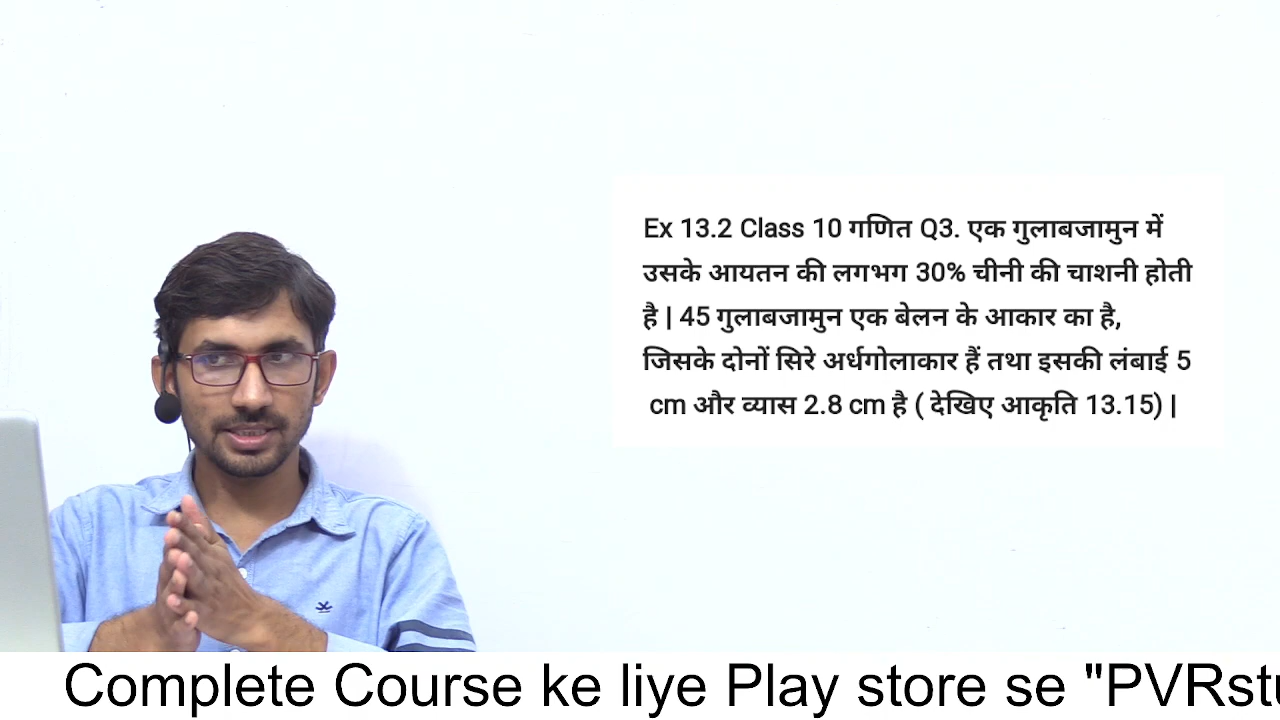 Ex 13.2 Class 10 गणित Q3. एक गुलाबजामुन में
उसके आयतन की लगभग 30% चीनी की चाशनी होती
है | 45 गुलाबजामुन एक बेलन के आकार का है,
जिसके दोनों सिरे अर्धगोलाकार हैं तथा इसकी लंबाई 5
cm और व्यास 2.8 cm है ( देखिए आकृति 13.15) |
Complete Course ke liye Play store se "PVRstu